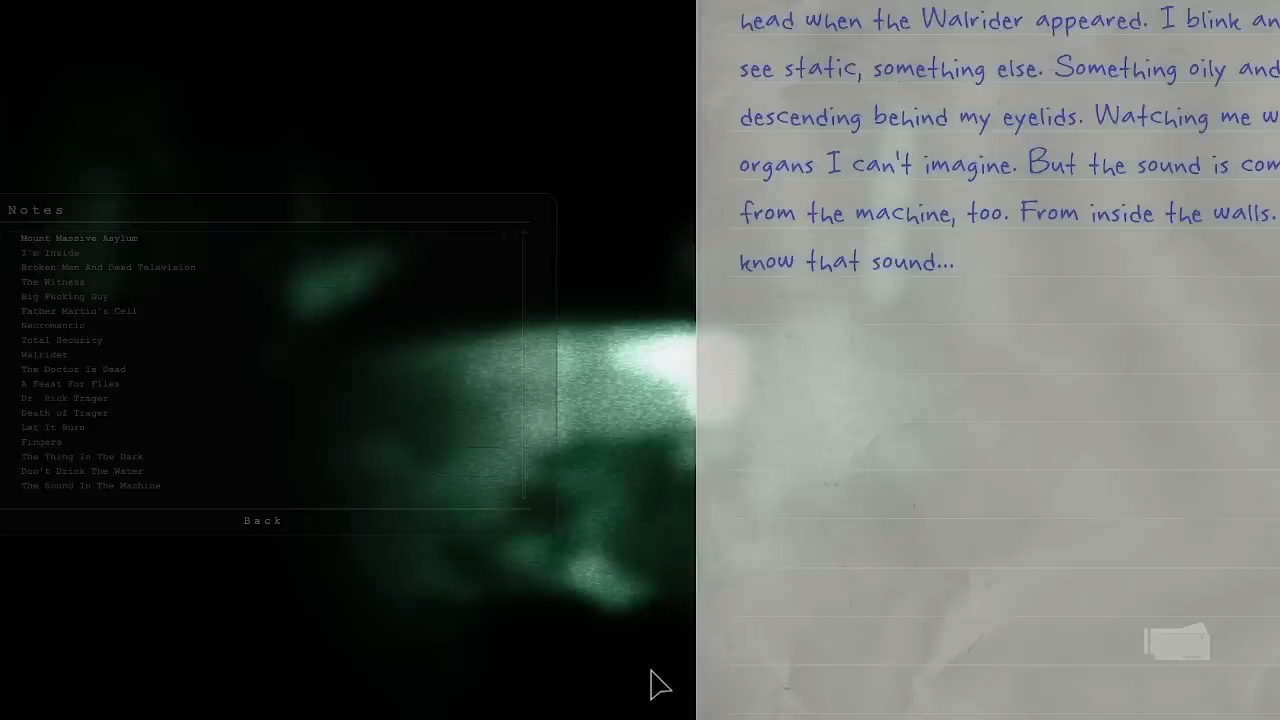 Notes
Mount Massive Asylum
I'm Inside
Broken Men And Dead Television
The Witness
Big Fucking Guy
Father Martin's Cell
Necromantic
Total Security
Walrider
The Doctor Is Dead
A Feast For Flies
Dr Rick Trager
Death of Trager
Let It Burn
Fingers
The Thing In The Dark
Don't Drink The Water
The Sound In The Machine
Back
head when the Walrider appeared. I blink an
see static, something else. Something oily and
descending behind my eyelids. Watching me w
organs I can't imagine. But the sound is com
from the machine, too. From inside the walls.
know that sound...